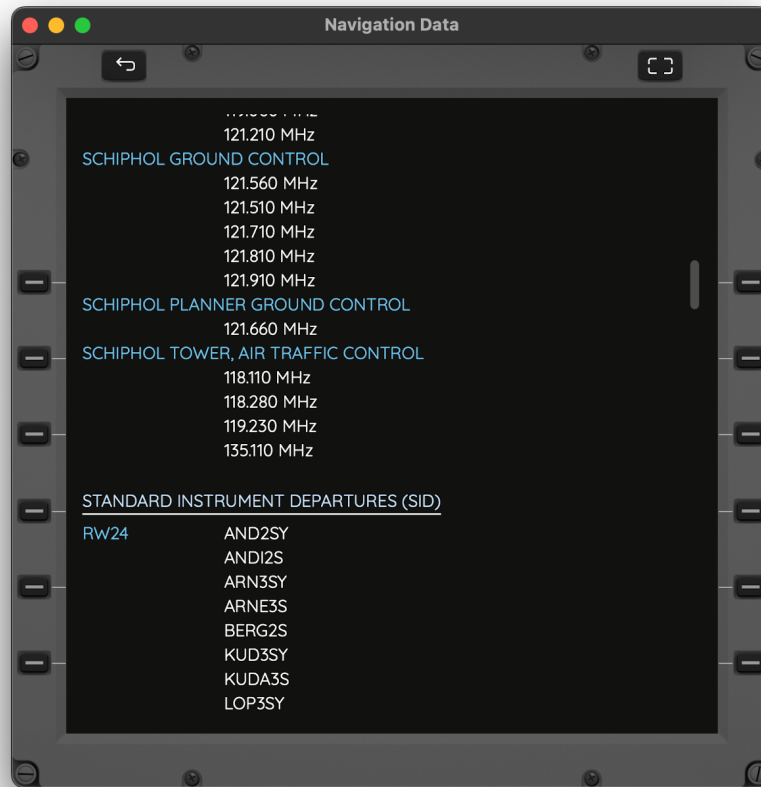 Navigation Data
121.210 MHz
SCHIPHOL GROUND CONTROL
121.560 MHz
121.510 MHz
121.710 MHz
121.810 MHz
121.910 MHz
SCHIPHOL PLANNER GROUND CONTROL
121.660 MHz
SCHIPHOL TOWER, AIR TRAFFIC CONTROL
118.110 MHz
118.280 MHz
119.230 MHz
135.110 MHz
STANDARD INSTRUMENT DEPARTURES (SID)
RW24 AND2SY
ANDI2S
ARN3SY
ARNE3S
BERG2S
KUD3SY
KUDA3S
LOP3SY